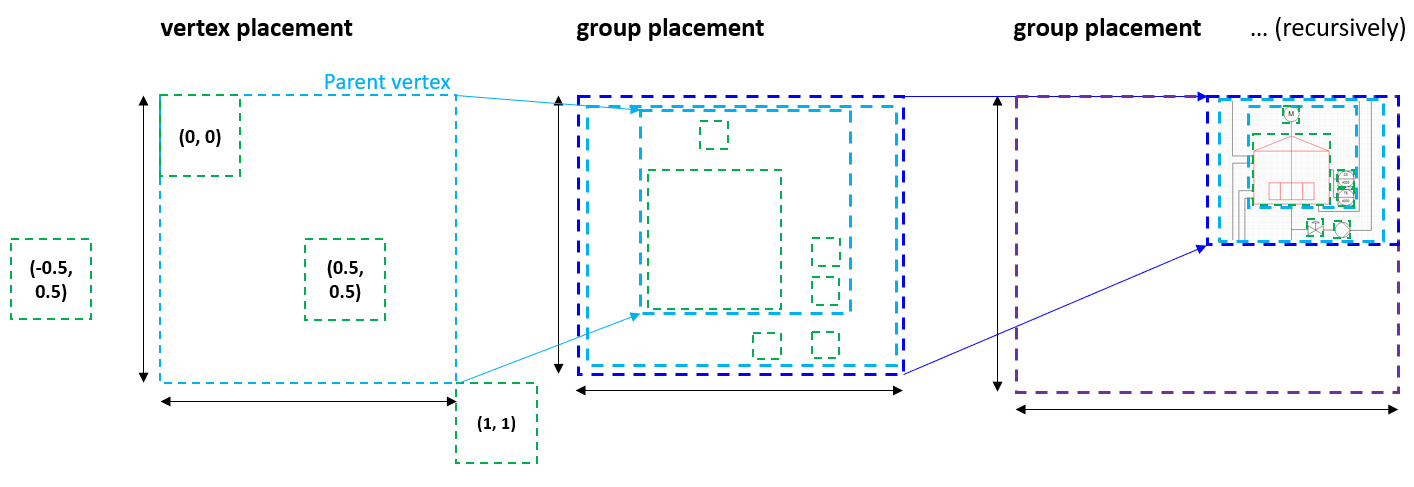 vertex placement
group placement
group placement
... (recursively)
Parent vertex
(0, 0)
(-0.5,
0.5)
(0.5,
0.5)
(1, 1)
M